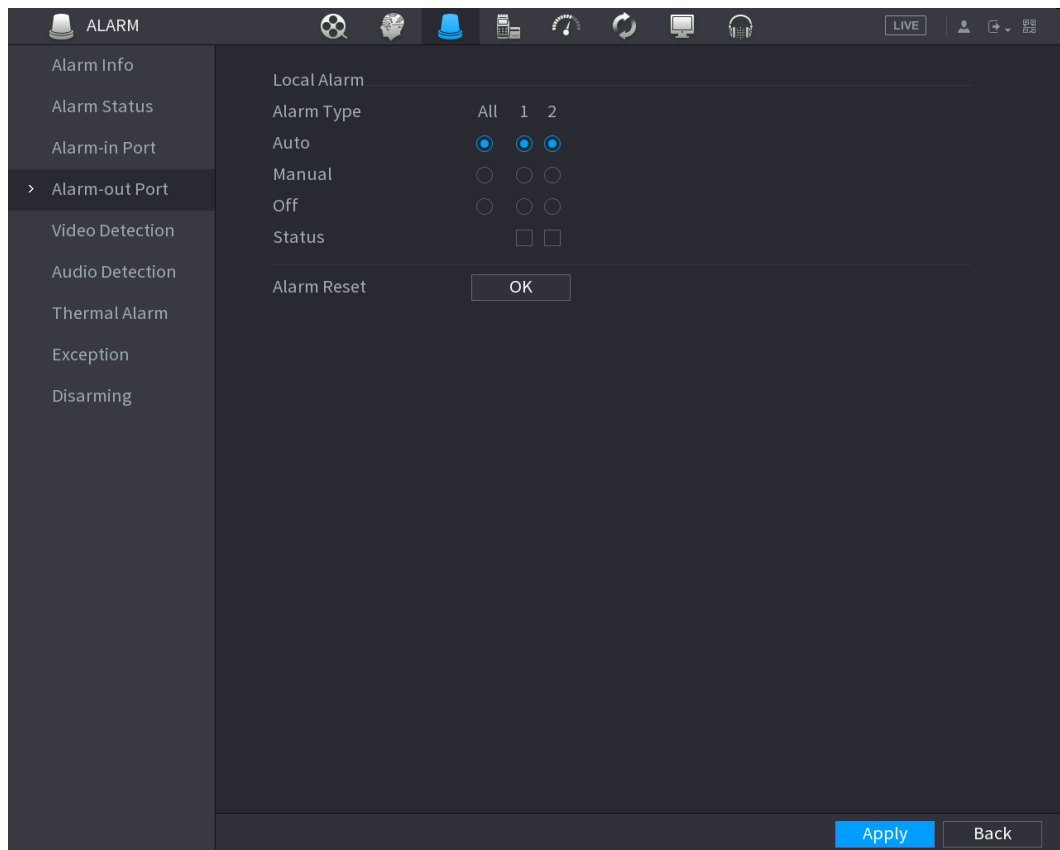 ALARM LIVE
Alarm Info
Alarm Status
Alarm-in Port
Alarm-out Port
Video Detection
Audio Detection
Thermal Alarm
Exception
Disarming
Local Alarm
Alarm Type All 1 2
Auto
Manual
Off
Status
Alarm Reset OK
Apply Back